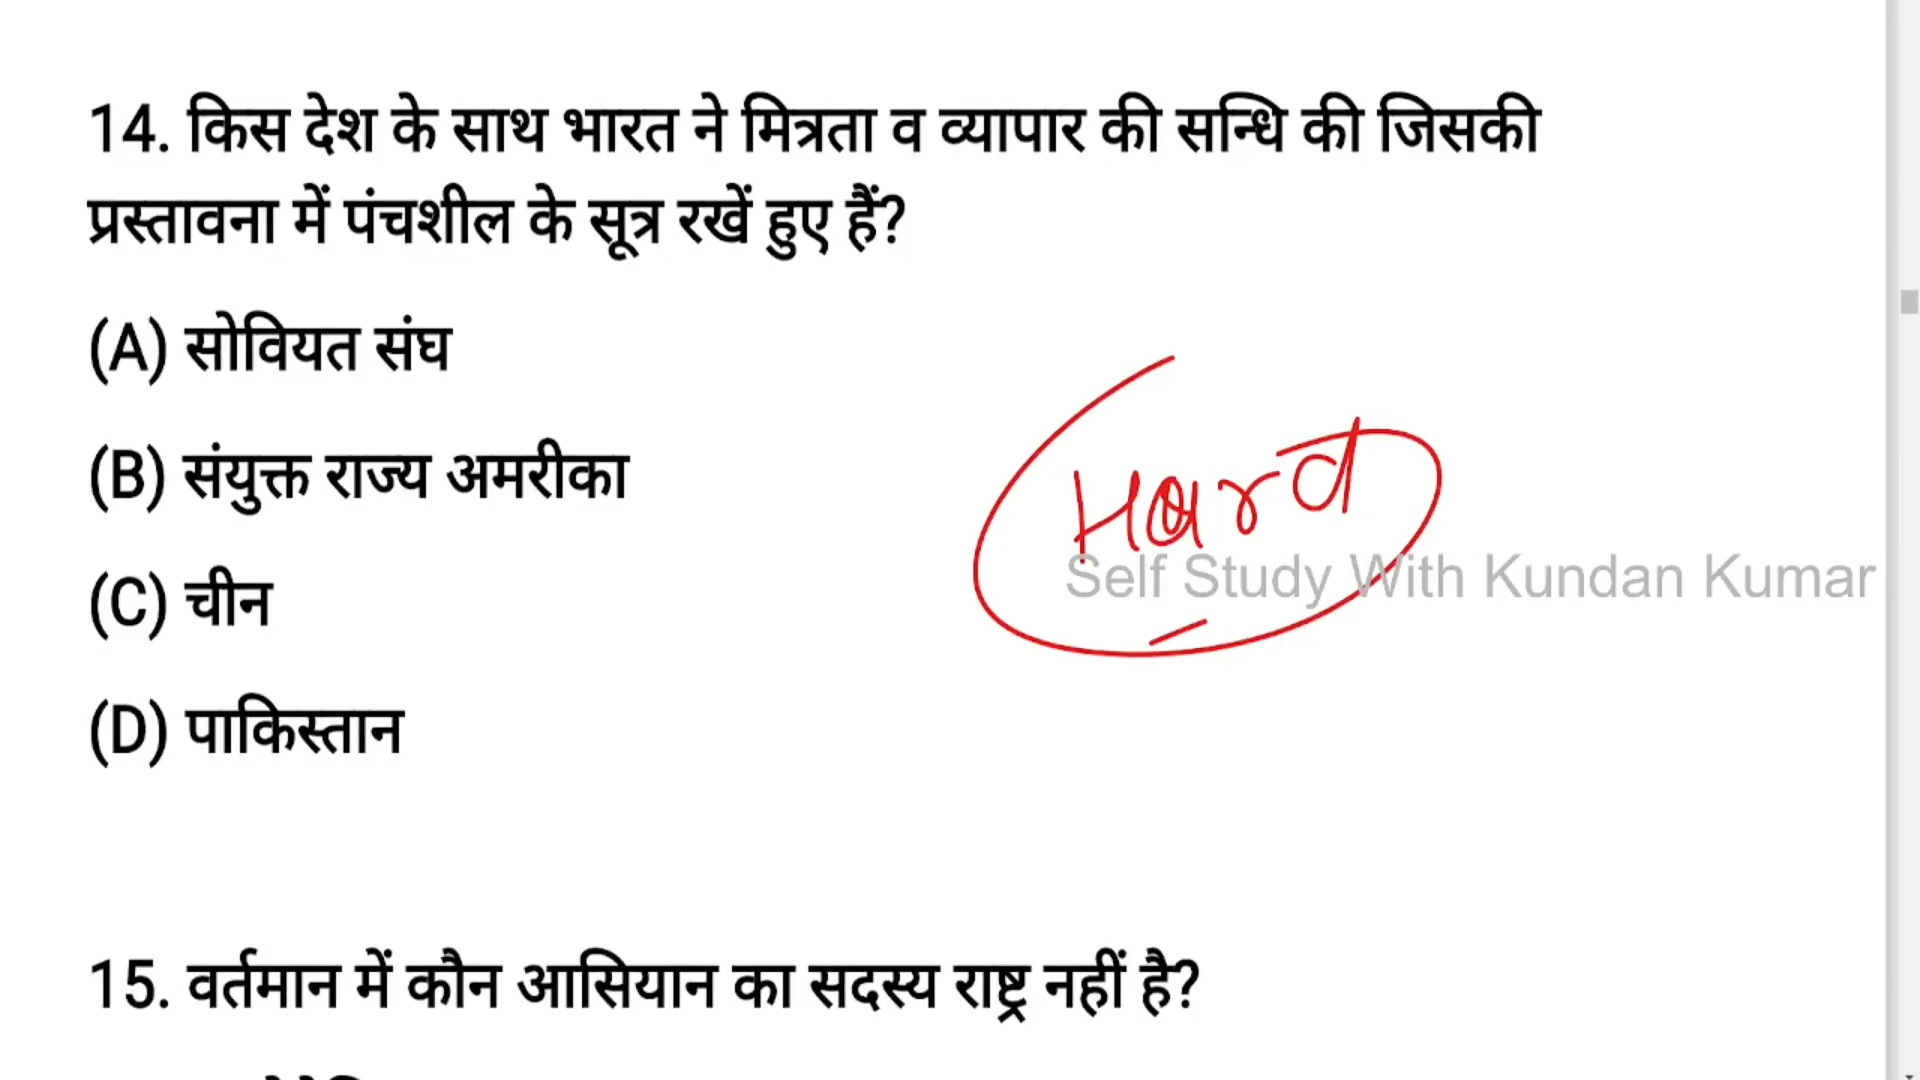 14. किस देश के साथ भारत ने मित्रता व व्यापार की सन्धि की जिसकी
प्रस्तावना में पंचशील के सूत्र रखें हुए हैं?
(A) सोवियत संघ
(B) संयुक्त राज्य अमरीका
Hard
(C) चीन
Self Study With Kundan Kumar
(D) पाकिस्तान
15. वर्तमान में कौन आसियान का सदस्य राष्ट्र नहीं है?